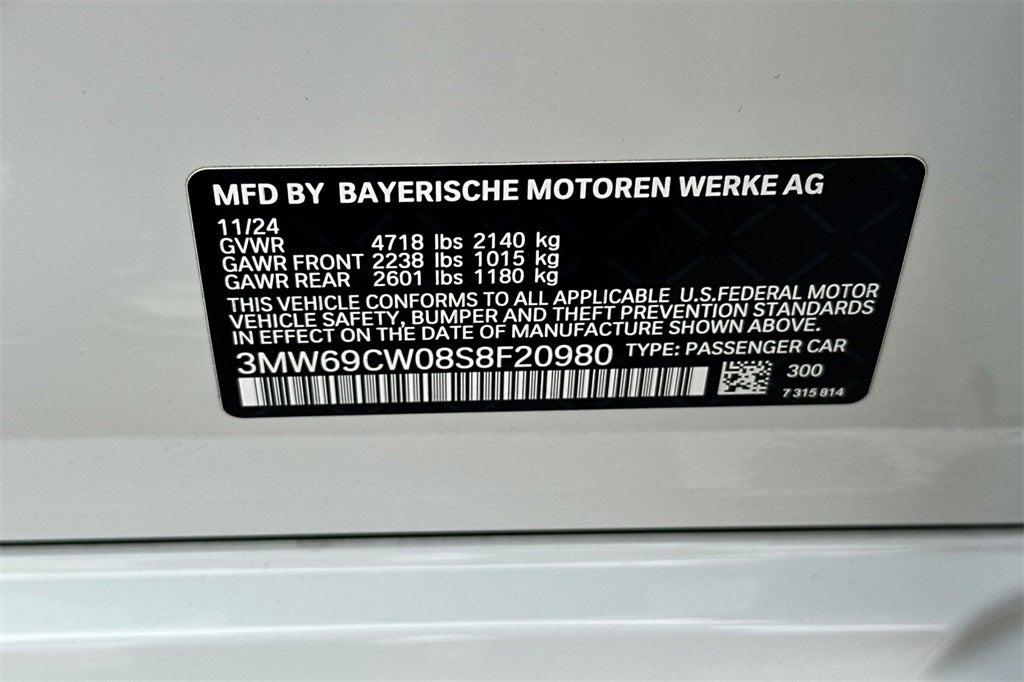 MFD BY BAYERISCHE MOTOREN WERKE AG
11/24
GVWR 4718 lbs 2140 kg
GAWR FRONT 2238 lbs 1015 kg
GAWR REAR 2601 lbs 1180 kg
THIS VEHICLE CONFORMS TO ALL APPLICABLE U.S.FEDERAL MOTOR
VEHICLE SAFETY, BUMPER AND THEFT PREVENTION STANDARDS
IN EFFECT ON THE DATE OF MANUFACTURE SHOWN ABOVE.
3MW69CW08S8F20980 TYPE: PASSENGER CAR
300
7 315 814